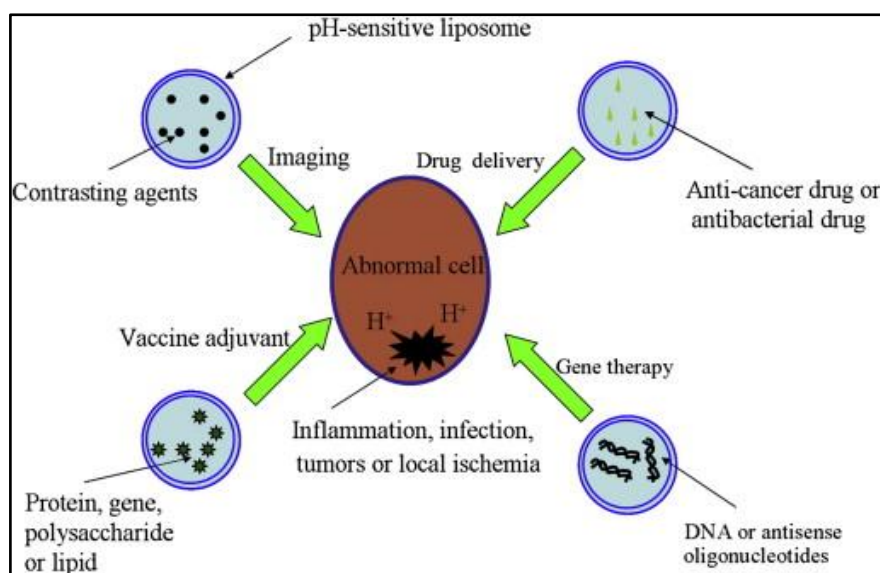 pH-sensitive liposome
Imaging
Drug delivery
Contrasting agents
Anti-cancer drug or
antibacterial drug
Abnormal cell
H⁺ H⁺
Vaccine adjuvant
Gene therapy
Inflammation, infection,
tumors or local ischemia
Protein, gene,
polysaccharide
or lipid
DNA or antisense
oligonucleotides